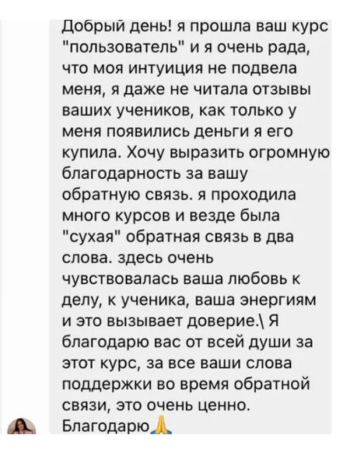 Добрый день! я прошла ваш курс
"пользователь" и я очень рада,
что моя интуиция не подвела
меня, я даже не читала отзывы
ваших учеников, как только у
меня появились деньги я его
купила. Хочу выразить огромную
благодарность за вашу
обратную связь. я проходила
много курсов и везде была
"сухая" обратная связь в два
слова. здесь очень
чувствовалась ваша любовь к
делу, к ученика, ваша энергиям
и это вызывает доверие.\ Я
благодарю вас от всей души за
этот курс, за все ваши слова
поддержки во время обратной
связи, это очень ценно.
Благодарю🙏